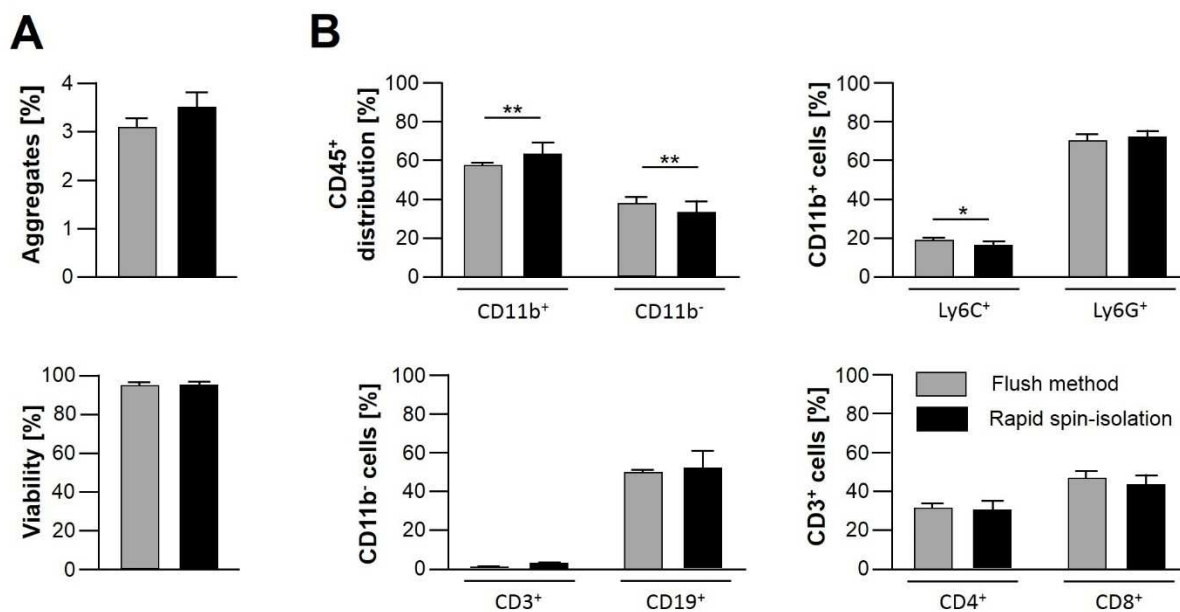 A
Aggregates [%]
4
3
2
1
0
Viability [%]
100
80
60
40
20
0
B
CD45⁺
distribution [%]
100
80
60
40
20
0
**
**
CD11b⁺
CD11b⁻
CD11b⁺ cells [%]
100
80
60
40
20
0
*
Ly6C⁺
Ly6G⁺
CD11b⁻ cells [%]
100
80
60
40
20
0
CD3⁺
CD19⁺
CD3⁺ cells [%]
100
80
60
40
20
0
Flush method
Rapid spin-isolation
CD4⁺
CD8⁺